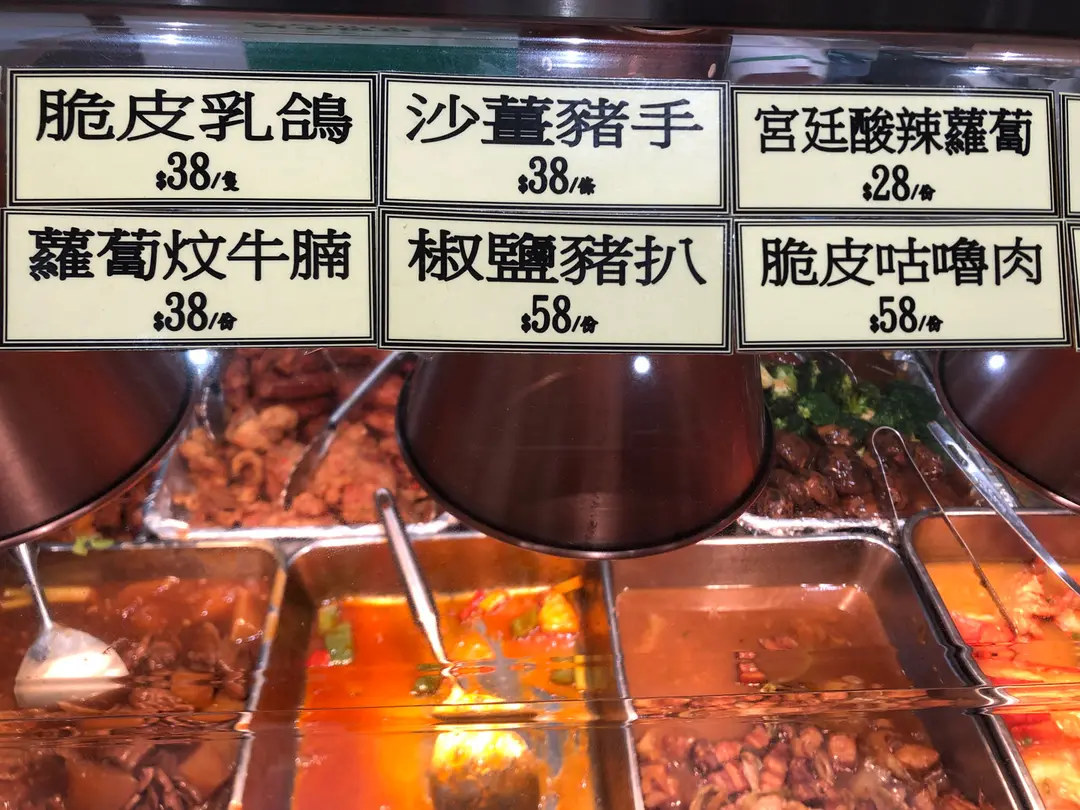 脆皮乳鴿
$38/隻
沙薑豬手
$38/條
宮廷酸辣蘿蔔
$28/份
蘿蔔炆牛腩
$38/份
椒鹽豬扒
$58/份
脆皮咕嚕肉
$58/份